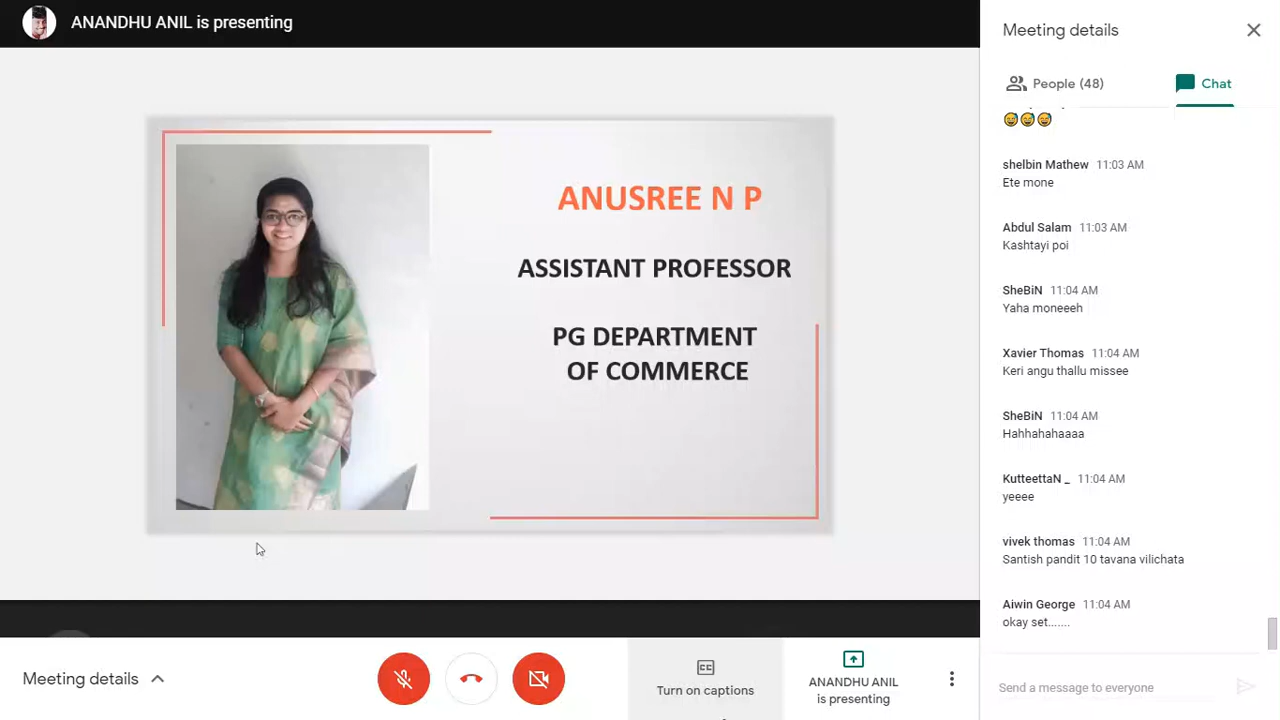 ANANDHU ANIL is presenting
ANUSREE N P
ASSISTANT PROFESSOR
PG DEPARTMENT
OF COMMERCE
Meeting details
People (48)
Chat
😅😅😅
shelbin Mathew 11:03 AM
Ete mone
Abdul Salam 11:03 AM
Kashtayi poi
SheBiN 11:04 AM
Yaha moneeeh
Xavier Thomas 11:04 AM
Keri angu thallu missee
SheBiN 11:04 AM
Hahhahahaaaa
KutteettaN _ 11:04 AM
yeeee
vivek thomas 11:04 AM
Santish pandit 10 tavana vilichata
Aiwin George 11:04 AM
okay set.......
Send a message to everyone
Meeting details
Turn on captions
ANANDHU ANIL
is presenting